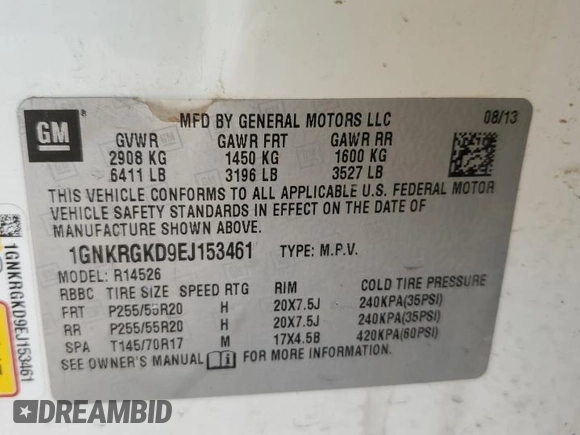 GM
MFD BY GENERAL MOTORS LLC 08/13
GVWR GAWR FRT GAWR RR
2908 KG 1450 KG 1600 KG
6411 LB 3196 LB 3527 LB
THIS VEHICLE CONFORMS TO ALL APPLICABLE U.S. FEDERAL MOTOR
VEHICLE SAFETY STANDARDS IN EFFECT ON THE DATE OF
MANUFACTURE SHOWN ABOVE.
1GNKRGKD9EJ153461 TYPE: M.P.V.
MODEL: R14526
RBBC TIRE SIZE SPEED RTG RIM COLD TIRE PRESSURE
FRT P255/55R20 H 20X7.5J 240KPA(35PSI)
RR P255/55R20 H 20X7.5J 240KPA(35PSI)
SPA T145/70R17 M 17X4.5B 420KPA(60PSI)
SEE OWNER'S MANUAL FOR MORE INFORMATION.
1GNKRGKD9EJ153461
DREAMBID